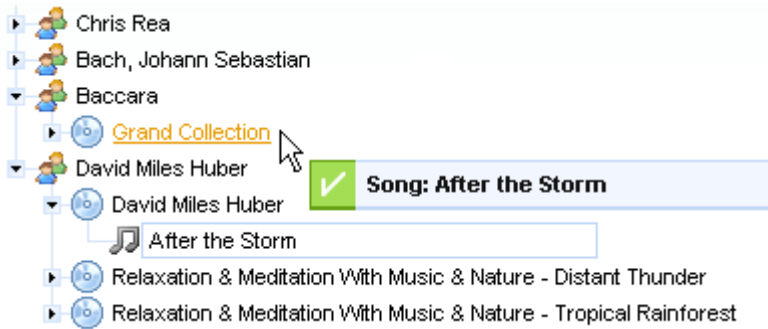 Chris Rea
Bach, Johann Sebastian
Baccara
Grand Collection
David Miles Huber
Song: After the Storm
David Miles Huber
After the Storm
Relaxation & Meditation With Music & Nature - Distant Thunder
Relaxation & Meditation With Music & Nature - Tropical Rainforest